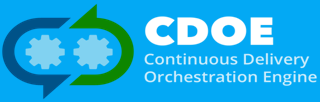 CDOE
Continuous Delivery
Orchestration Engine